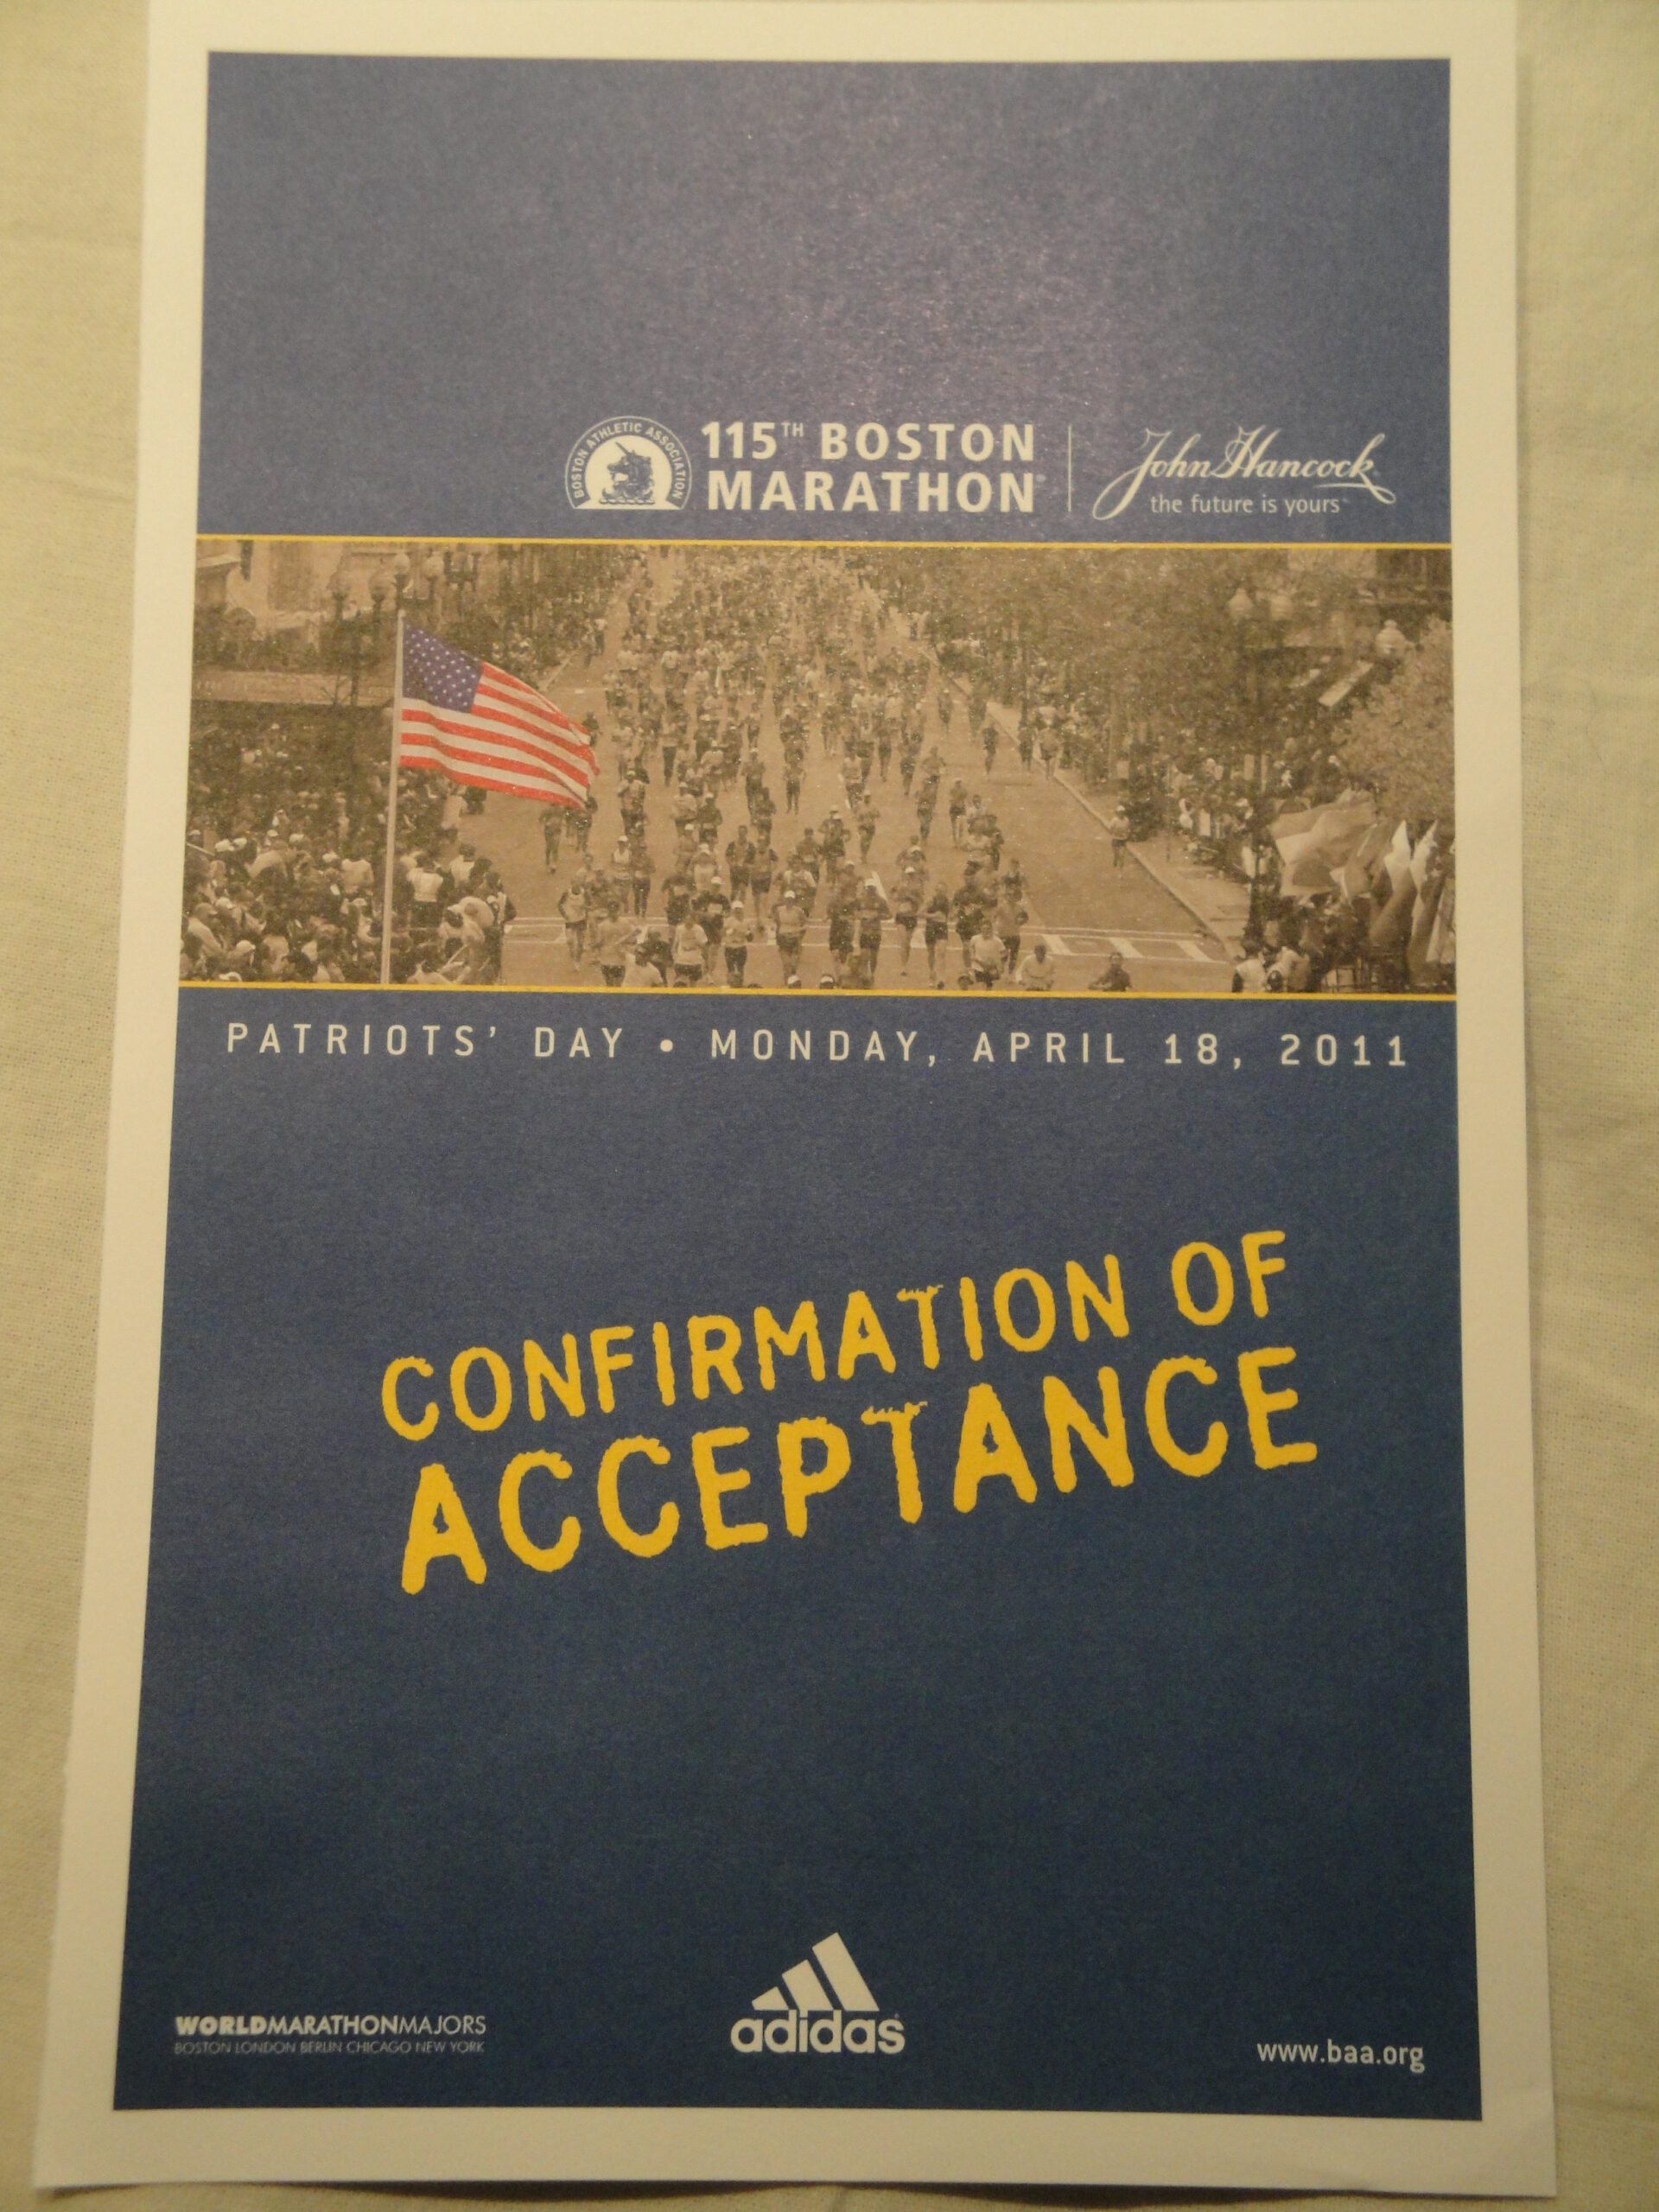 BOSTON ATHLETIC ASSOCIATION
115TH BOSTON
MARATHON®
John Hancock
the future is yours
PATRIOTS' DAY • MONDAY, APRIL 18, 2011
CONFIRMATION OF
ACCEPTANCE
WORLDMARATHONMAJORS
BOSTON LONDON BERLIN CHICAGO NEW YORK
adidas
www.baa.org